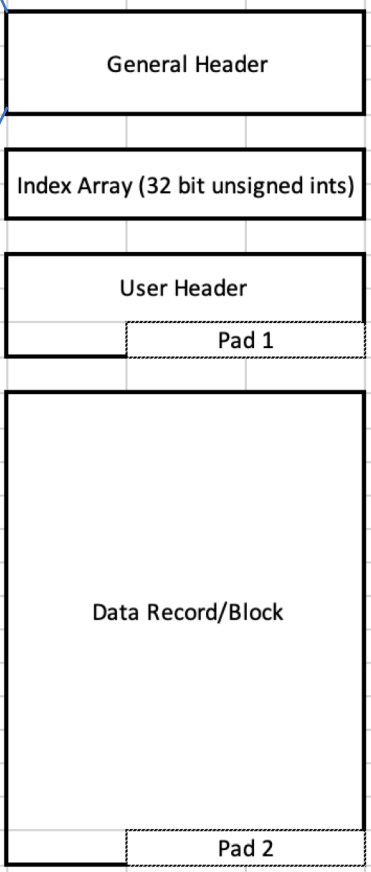 General Header
Index Array (32 bit unsigned ints)
User Header
Pad 1
Data Record/Block
Pad 2